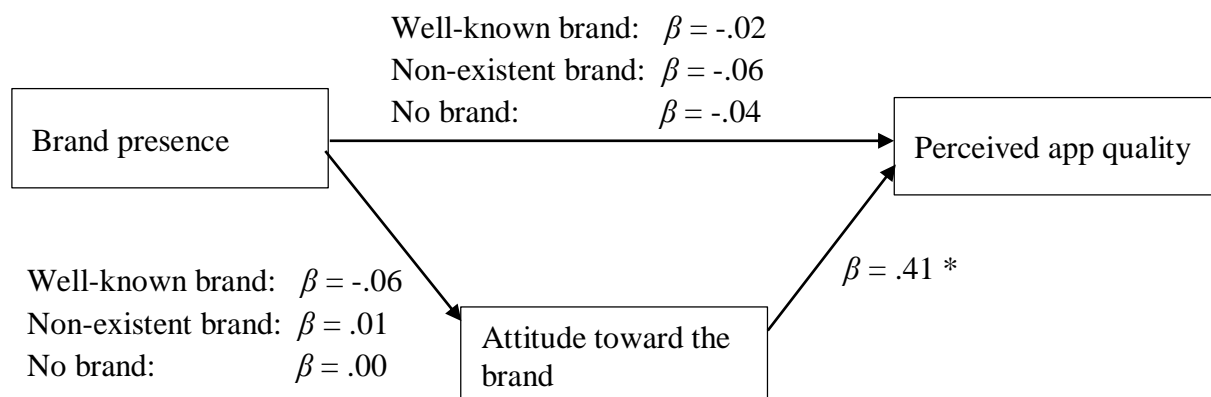 Well-known brand: β = -.02
Non-existent brand: β = -.06
No brand: β = -.04
Brand presence
Perceived app quality
β = .41 *
Well-known brand: β = -.06
Non-existent brand: β = .01
No brand: β = .00
Attitude toward the
brand